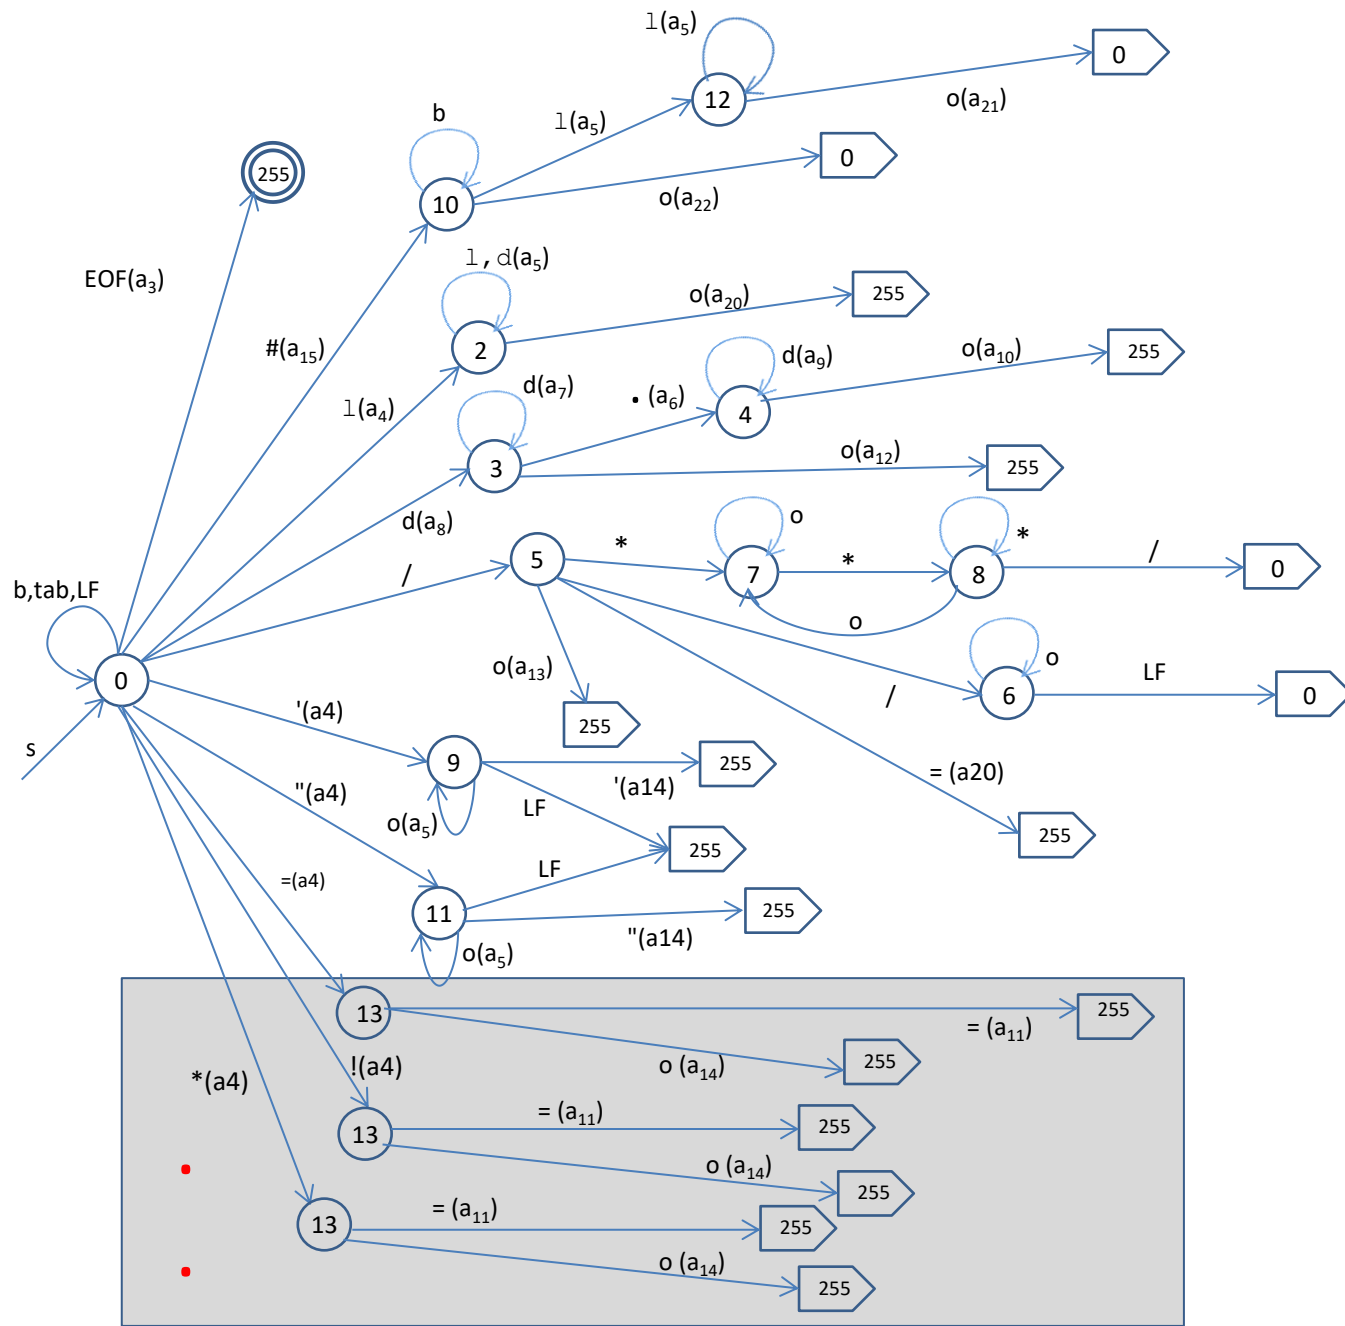 l(a5)
12
0
o(a21)
b
l(a5)
0
255
10
o(a22)
EOF(a3)
l,d(a5)
o(a20)
255
#(a15)
2
d(a9)
o(a10)
255
d(a7)
. (a6)
4
l(a4)
3
o(a12)
255
d(a8)
*
o
*
/
5
7
*
8
0
/
b,tab,LF
o
o
LF
0
o(a13)
/
6
0
'(a4)
255
s
9
'(a14)
255
= (a20)
"(a4)
LF
o(a5)
255
255
=(a4)
LF
11
255
"(a14)
o(a5)
13
= (a11)
255
o (a14)
255
*(a4)
!(a4)
= (a11)
255
13
o (a14)
255
= (a11)
255
13
o (a14)
255